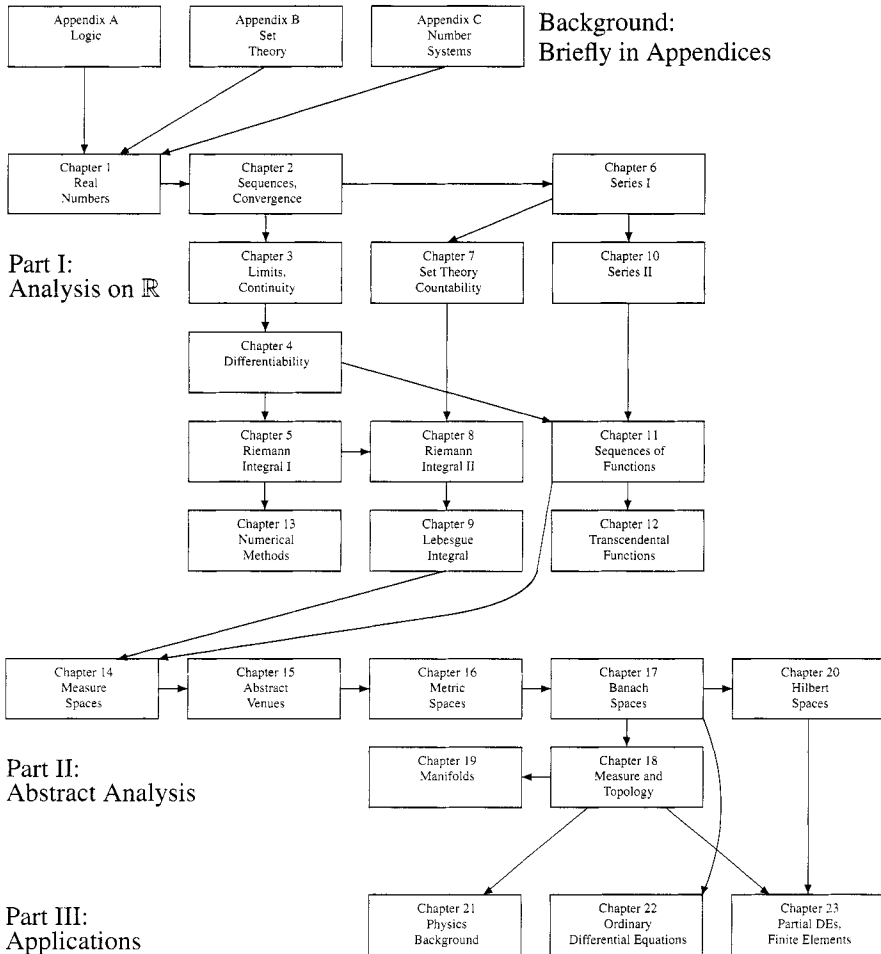 Appendix A
Logic
Appendix B
Set
Theory
Appendix C
Number
Systems
Background:
Briefly in Appendices
Chapter 1
Real
Numbers
Chapter 2
Sequences,
Convergence
Chapter 6
Series I
Part I:
Analysis on ℝ
Chapter 3
Limits,
Continuity
Chapter 7
Set Theory
Countability
Chapter 10
Series II
Chapter 4
Differentiability
Chapter 5
Riemann
Integral I
Chapter 8
Riemann
Integral II
Chapter 11
Sequences of
Functions
Chapter 13
Numerical
Methods
Chapter 9
Lebesgue
Integral
Chapter 12
Transcendental
Functions
Chapter 14
Measure
Spaces
Chapter 15
Abstract
Venues
Chapter 16
Metric
Spaces
Chapter 17
Banach
Spaces
Chapter 20
Hilbert
Spaces
Part II:
Abstract Analysis
Chapter 19
Manifolds
Chapter 18
Measure and
Topology
Part III:
Applications
Chapter 21
Physics
Background
Chapter 22
Ordinary
Differential Equations
Chapter 23
Partial DEs,
Finite Elements